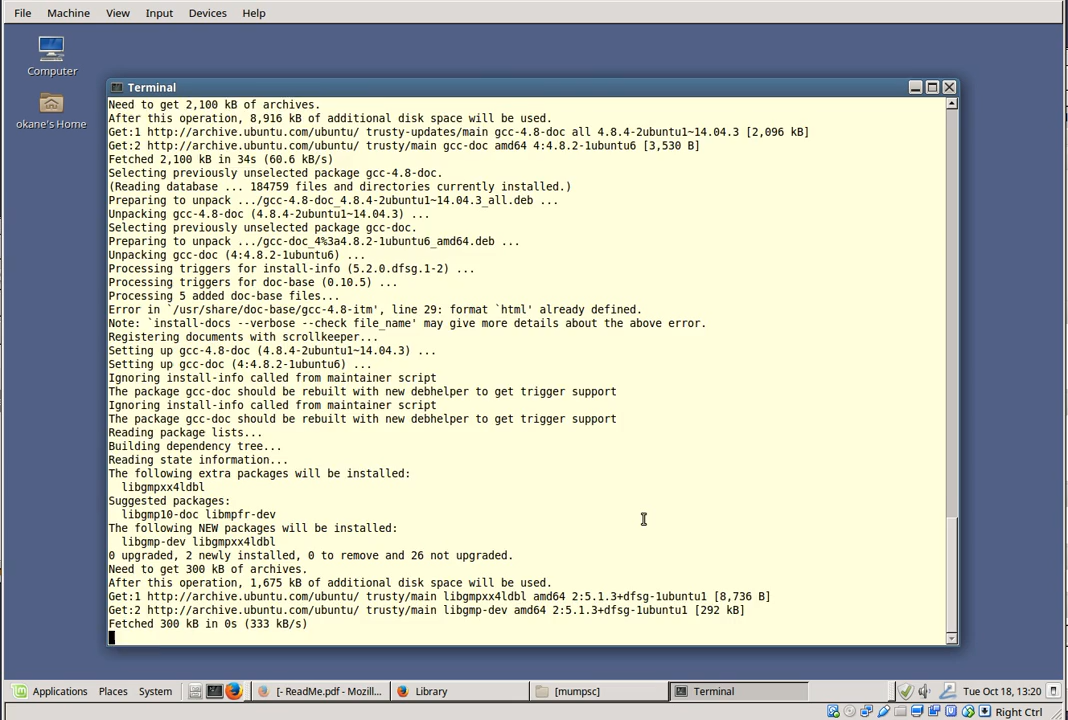 File Machine View Input Devices Help
Computer
okane's Home
Terminal
Need to get 2,100 kB of archives.
After this operation, 8,916 kB of additional disk space will be used.
Get:1 http://archive.ubuntu.com/ubuntu/ trusty-updates/main gcc-4.8-doc all 4.8.4-2ubuntu1~14.04.3 [2,096 kB]
Get:2 http://archive.ubuntu.com/ubuntu/ trusty/main gcc-doc amd64 4:4.8.2-1ubuntu6 [3,530 B]
Fetched 2,100 kB in 34s (60.6 kB/s)
Selecting previously unselected package gcc-4.8-doc.
(Reading database ... 184759 files and directories currently installed.)
Preparing to unpack .../gcc-4.8-doc_4.8.4-2ubuntu1~14.04.3_all.deb ...
Unpacking gcc-4.8-doc (4.8.4-2ubuntu1~14.04.3) ...
Selecting previously unselected package gcc-doc.
Preparing to unpack .../gcc-doc_4%3a4.8.2-1ubuntu6_amd64.deb ...
Unpacking gcc-doc (4:4.8.2-1ubuntu6) ...
Processing triggers for install-info (5.2.0.dfsg.1-2) ...
Processing triggers for doc-base (0.10.5) ...
Processing 5 added doc-base files...
Error in `/usr/share/doc-base/gcc-4.8-itm', line 29: format `html' already defined.
Note: `install-docs --verbose --check file_name' may give more details about the above error.
Registering documents with scrollkeeper...
Setting up gcc-4.8-doc (4.8.4-2ubuntu1~14.04.3) ...
Setting up gcc-doc (4:4.8.2-1ubuntu6) ...
Ignoring install-info called from maintainer script
The package gcc-doc should be rebuilt with new debhelper to get trigger support
Ignoring install-info called from maintainer script
The package gcc-doc should be rebuilt with new debhelper to get trigger support
Reading package lists...
Building dependency tree...
Reading state information...
The following extra packages will be installed:
libgmpxx4ldbl
Suggested packages:
libgmp10-doc libmpfr-dev
The following NEW packages will be installed:
libgmp-dev libgmpxx4ldbl
0 upgraded, 2 newly installed, 0 to remove and 26 not upgraded.
Need to get 300 kB of archives.
After this operation, 1,675 kB of additional disk space will be used.
Get:1 http://archive.ubuntu.com/ubuntu/ trusty/main libgmpxx4ldbl amd64 2:5.1.3+dfsg-1ubuntu1 [8,736 B]
Get:2 http://archive.ubuntu.com/ubuntu/ trusty/main libgmp-dev amd64 2:5.1.3+dfsg-1ubuntu1 [292 kB]
Fetched 300 kB in 0s (333 kB/s)
Applications Places System [- ReadMe.pdf - Mozill... Library [mumpsc] Terminal Tue Oct 18, 13:20
Right Ctrl